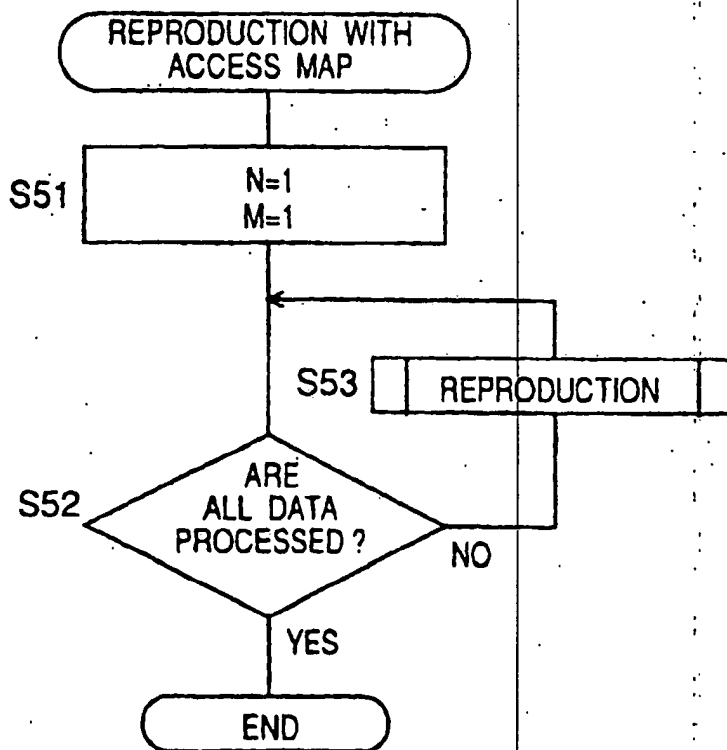 REPRODUCTION WITH
ACCESS MAP
S51
N=1
M=1
S53
REPRODUCTION
S52
ARE
ALL DATA
PROCESSED ?
NO
YES
END